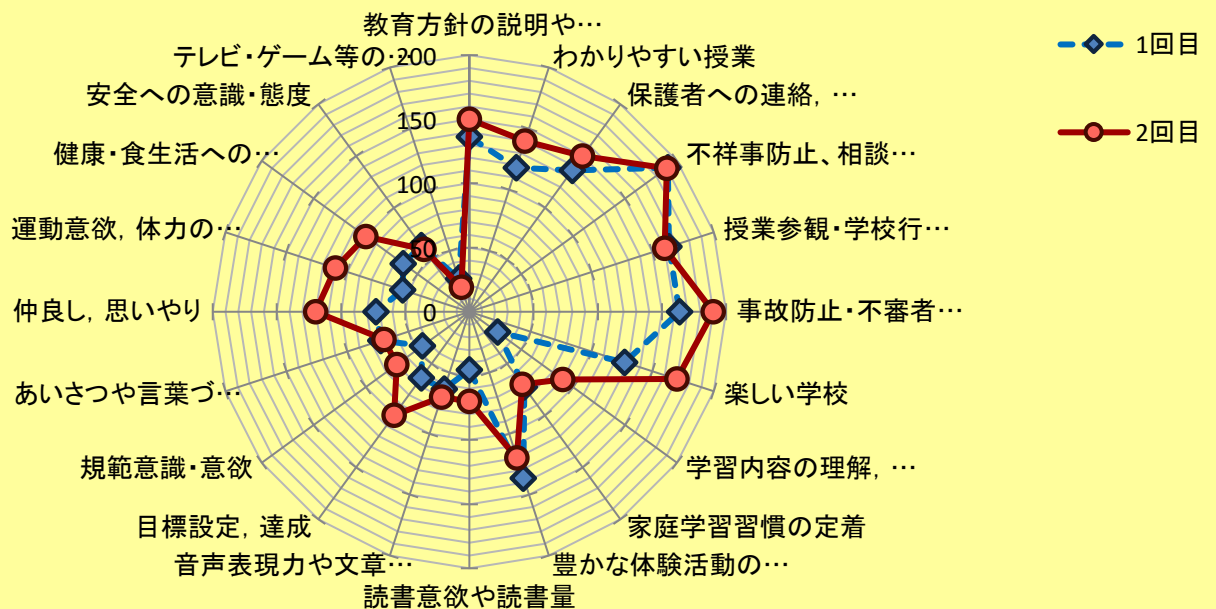 教育方針の説明や…
わかりやすい授業
保護者への連絡, …
不祥事防止、相談…
授業参観・学校行…
事故防止・不審者…
楽しい学校
学習内容の理解, …
家庭学習習慣の定着
豊かな体験活動の…
読書意欲や読書量
音声表現力や文章…
目標設定, 達成
規範意識・意欲
あいさつや言葉づ…
仲良し, 思いやり
運動意欲, 体力の…
健康・食生活への…
安全への意識・態度
テレビ・ゲーム等の…
200
150
100
50
0
1回目
2回目